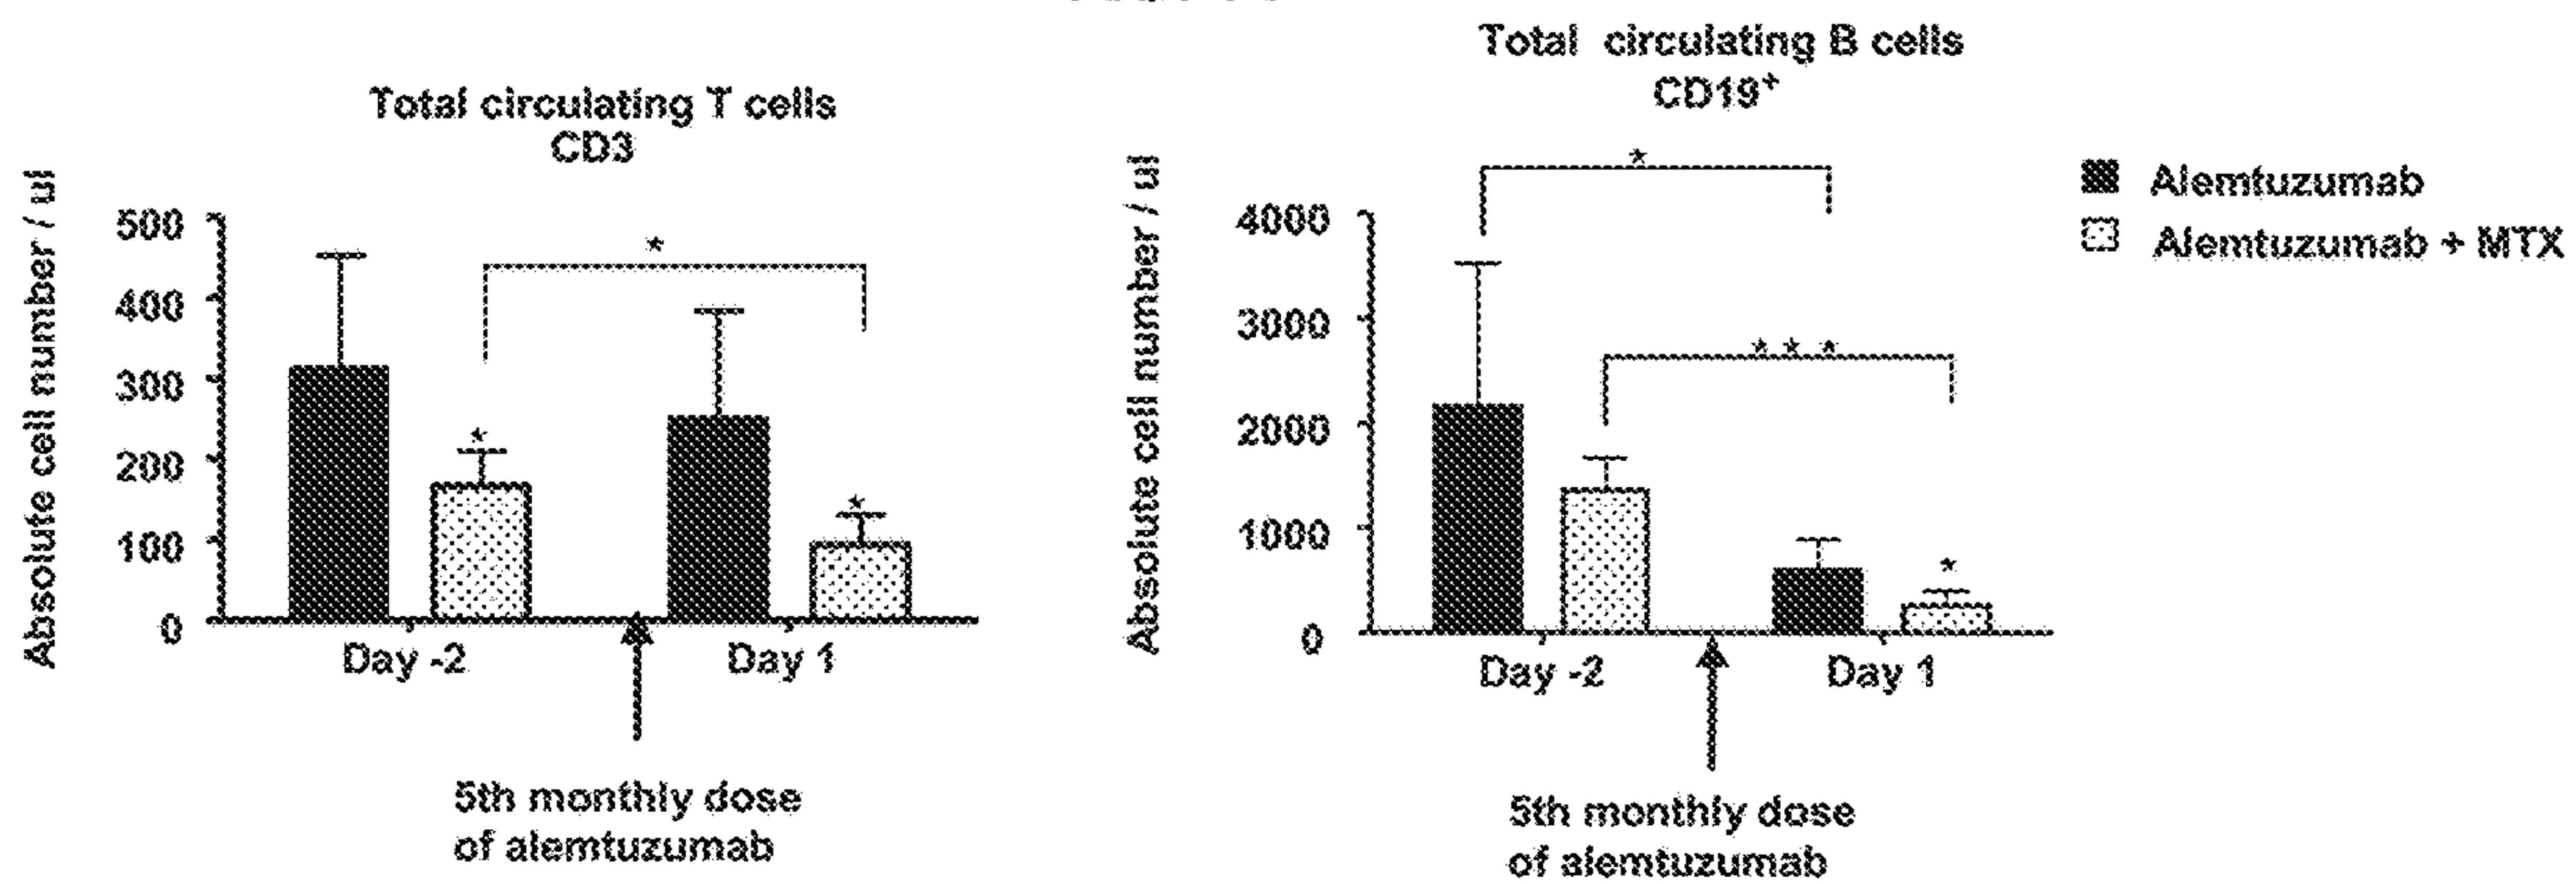 Total circulating T cells
CD3
Absolute cell number / ul
500
400
300
200
100
0
*
*
*
Day -2
Day 1
5th monthly dose
of alemtuzumab
Total circulating B cells
CD19⁺
Absolute cell number / ul
4000
3000
2000
1000
0
*
***
*
Day -2
Day 1
5th monthly dose
of alemtuzumab
Alemtuzumab
Alemtuzumab + MTX